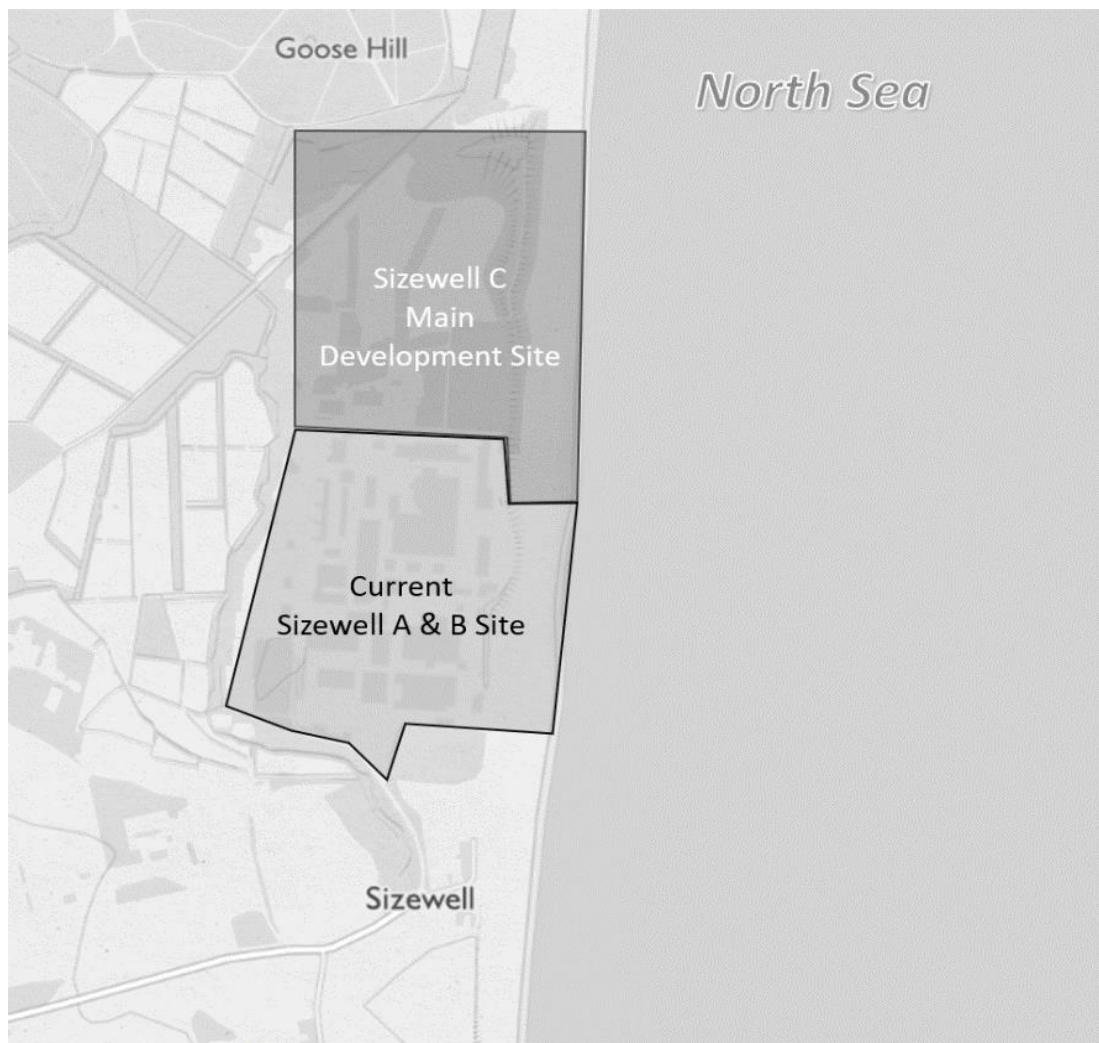 Goose Hill
North Sea
Sizewell C
Main
Development Site
Current
Sizewell A & B Site
Sizewell